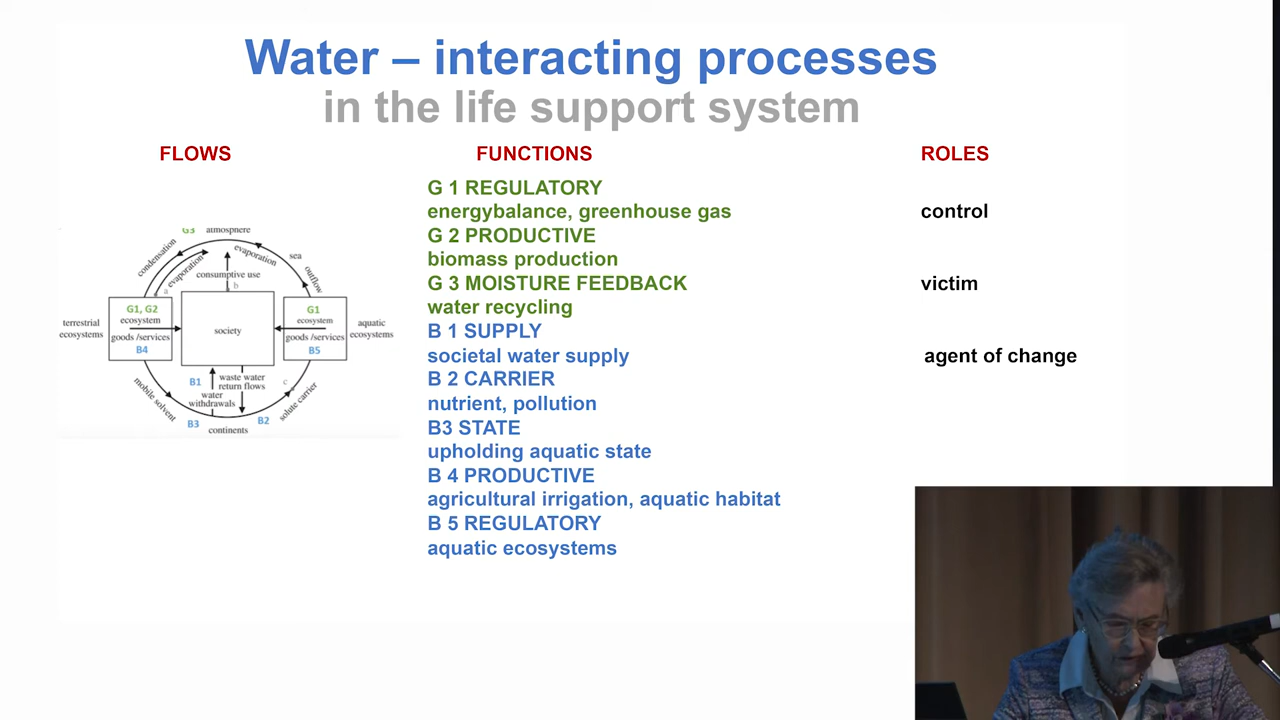 Water – interacting processes
in the life support system
FLOWS
FUNCTIONS
ROLES
G 1 REGULATORY
energybalance, greenhouse gas
control
G 2 PRODUCTIVE
biomass production
G 3 MOISTURE FEEDBACK
victim
water recycling
B 1 SUPPLY
societal water supply
agent of change
B 2 CARRIER
nutrient, pollution
B3 STATE
upholding aquatic state
B 4 PRODUCTIVE
agricultural irrigation, aquatic habitat
B 5 REGULATORY
aquatic ecosystems
G3 atmosphere
condensation
evaporation
evaporation
sea
outflow
consumptive use
a
b
G1, G2
ecosystem
goods /services
B4
terrestrial
ecosystems
society
G1
ecosystem
goods /services
B5
aquatic
ecosystems
B1
waste water
return flows
c
water
withdrawals
mobile solvent
solute carrier
B3
B2
continents